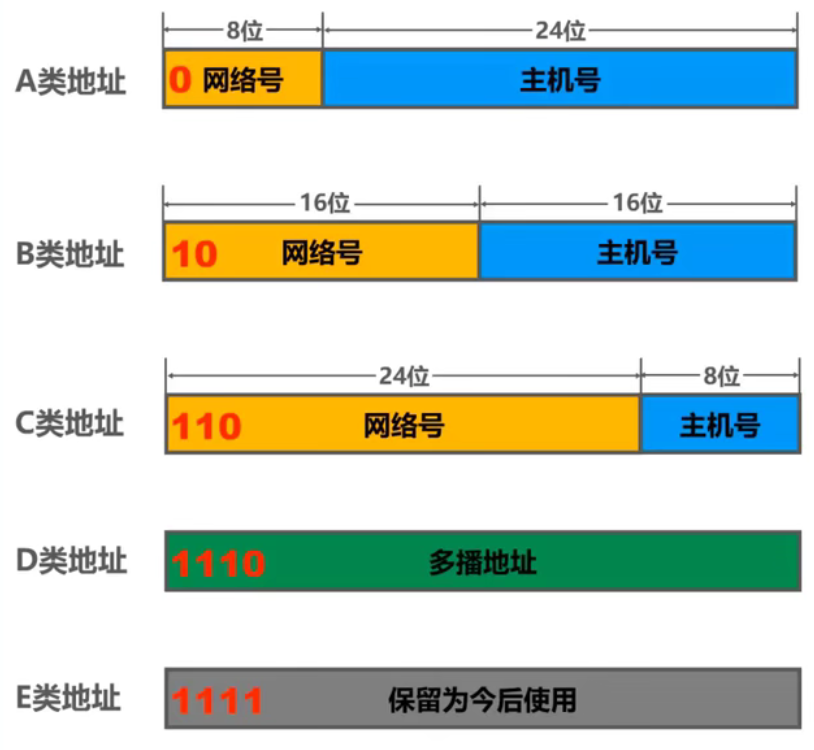 8位 24位
A类地址 0 网络号 主机号
16位 16位
B类地址 10 网络号 主机号
24位 8位
C类地址 110 网络号 主机号
D类地址 1110 多播地址
E类地址 1111 保留为今后使用